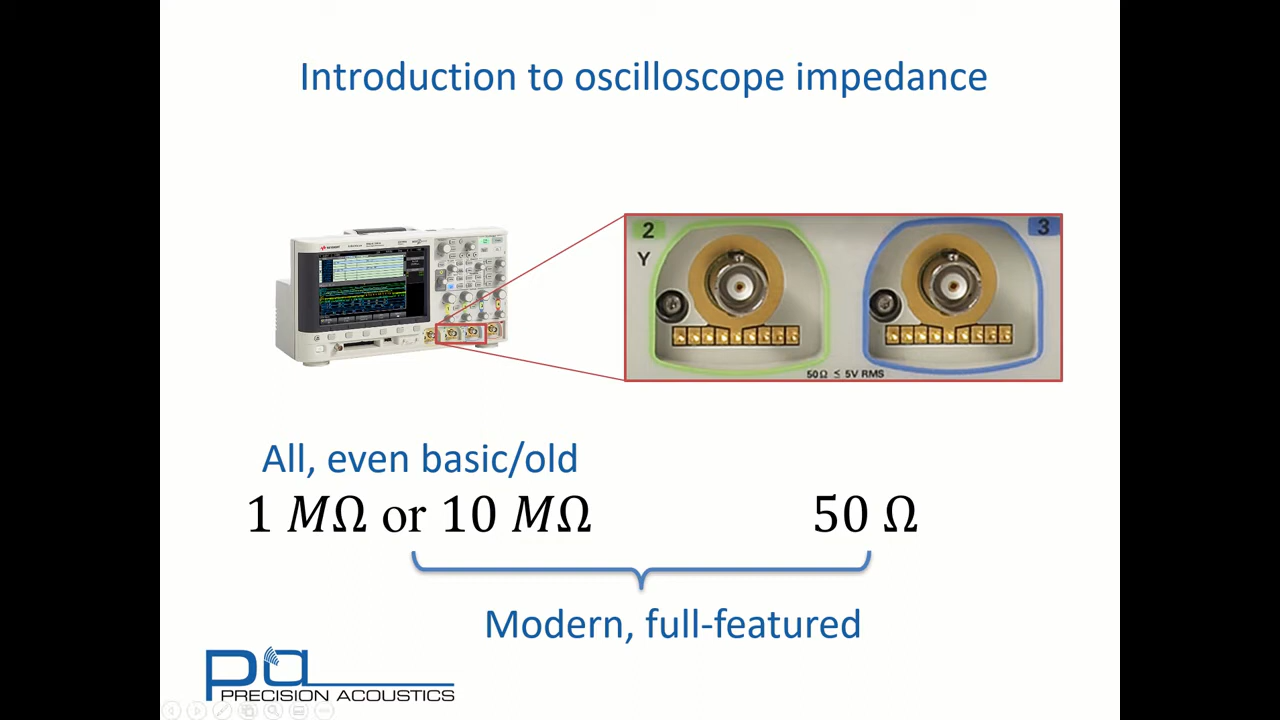 Introduction to oscilloscope impedance
2
Y
3
50Ω ≤ 5V RMS
All, even basic/old
1 MΩ or 10 MΩ
50 Ω
Modern, full-featured
pa
PRECISION ACOUSTICS